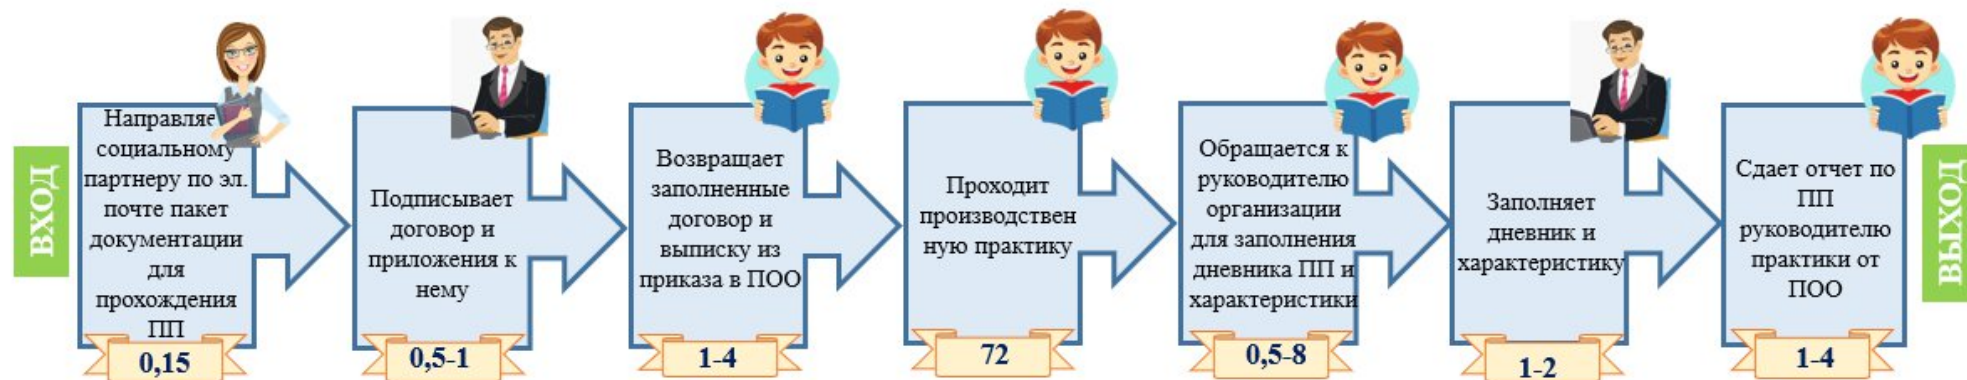 ВХОД
Направляе
социальному
партнеру по эл.
почте пакет
документации
для
прохождения
ПП
0,15
Подписывает
договор и
приложения к
нему
0,5-1
Возвращает
заполненные
договор и
выписку из
приказа в ПОО
1-4
Проходит
производствен
ную практику
72
Обращается к
руководителю
организации
для заполнения
дневника ПП и
характеристики
0,5-8
Заполняет
дневник и
характеристику
1-2
Сдает отчет по
ПП
руководителю
практики от
ПОО
1-4
ВЫХОД